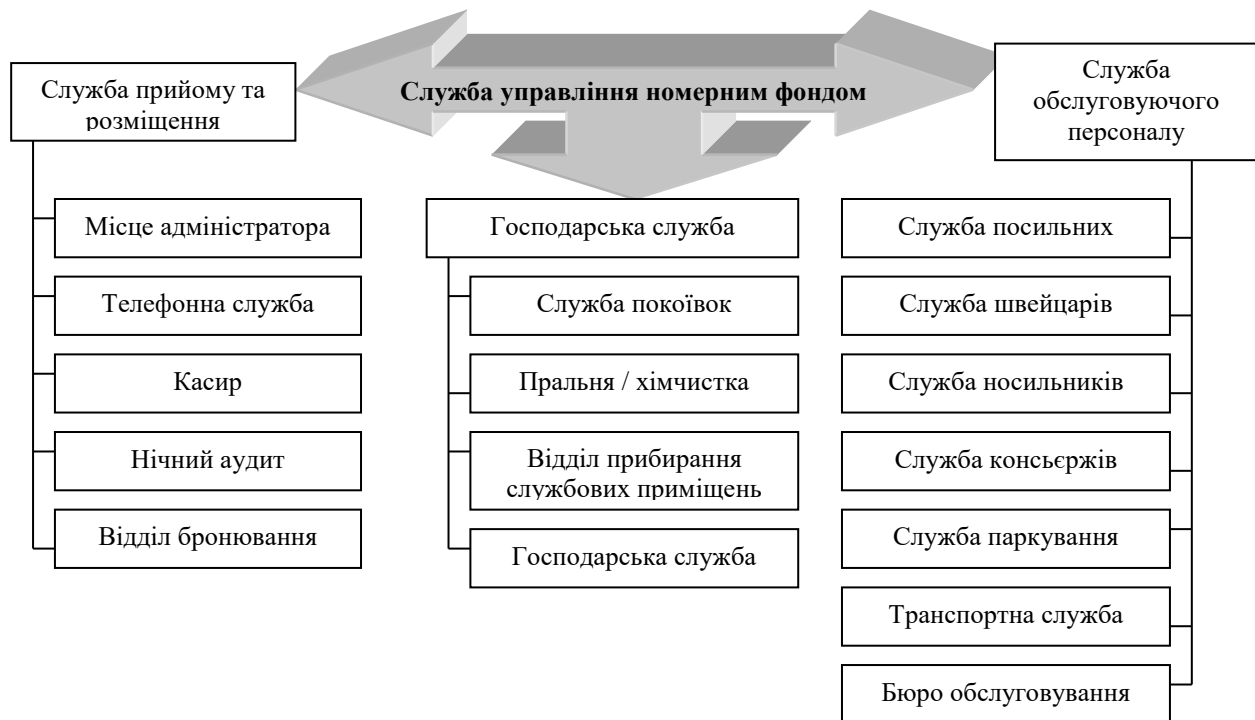 Служба управління номерним фондом
Служба прийому та
розміщення
Місце адміністратора
Телефонна служба
Касир
Нічний аудит
Відділ бронювання
Господарська служба
Служба покоївок
Пральня / хімчистка
Відділ прибирання
службових приміщень
Господарська служба
Служба
обслуговуючого
персоналу
Служба посильних
Служба швейцарів
Служба носильників
Служба консьєржів
Служба паркування
Транспортна служба
Бюро обслуговування